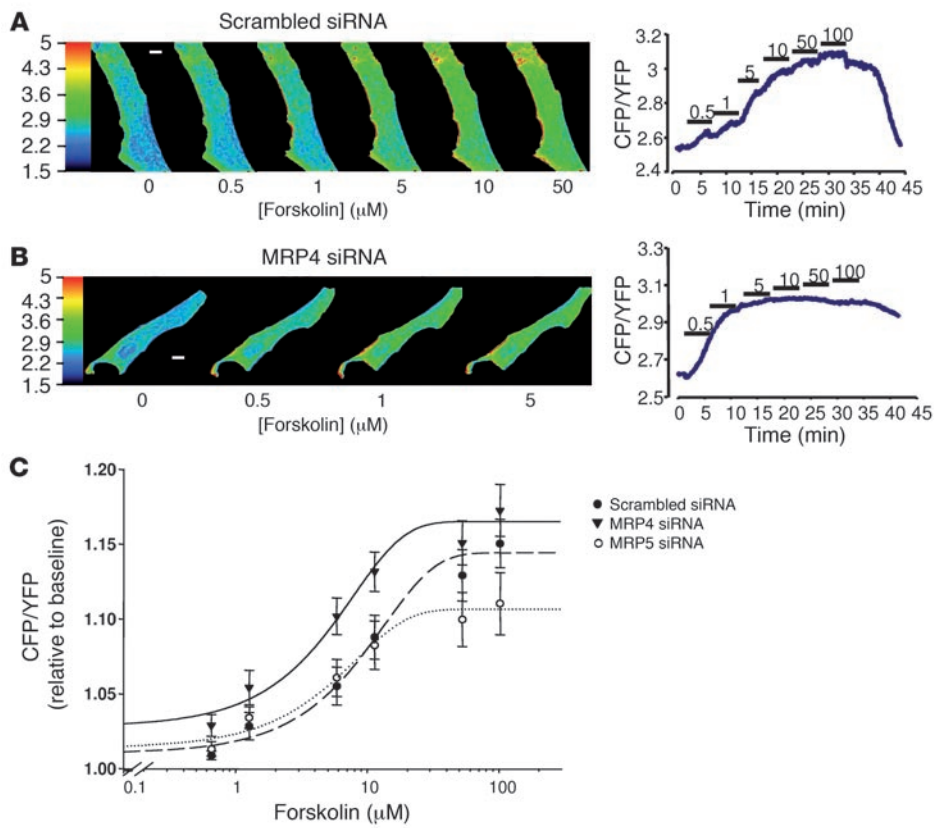 A
Scrambled siRNA
5
4.3
3.6
2.9
2.2
1.5
0 0.5 1 5 10 50
[Forskolin] (μM)
CFP/YFP
3.2
3
2.8
2.6
2.4
0.5 1 5 10 50 100
0 5 10 15 20 25 30 35 40 45
Time (min)
B
MRP4 siRNA
5
4.3
3.6
2.9
2.2
1.5
0 0.5 1 5
[Forskolin] (μM)
CFP/YFP
3.3
3.1
2.9
2.7
2.5
0.5 1 5 10 50 100
0 5 10 15 20 25 30 35 40 45
Time (min)
C
CFP/YFP
(relative to baseline)
1.20
1.15
1.10
1.05
1.00
0.1 1 10 100
Forskolin (μM)
Scrambled siRNA
MRP4 siRNA
MRP5 siRNA